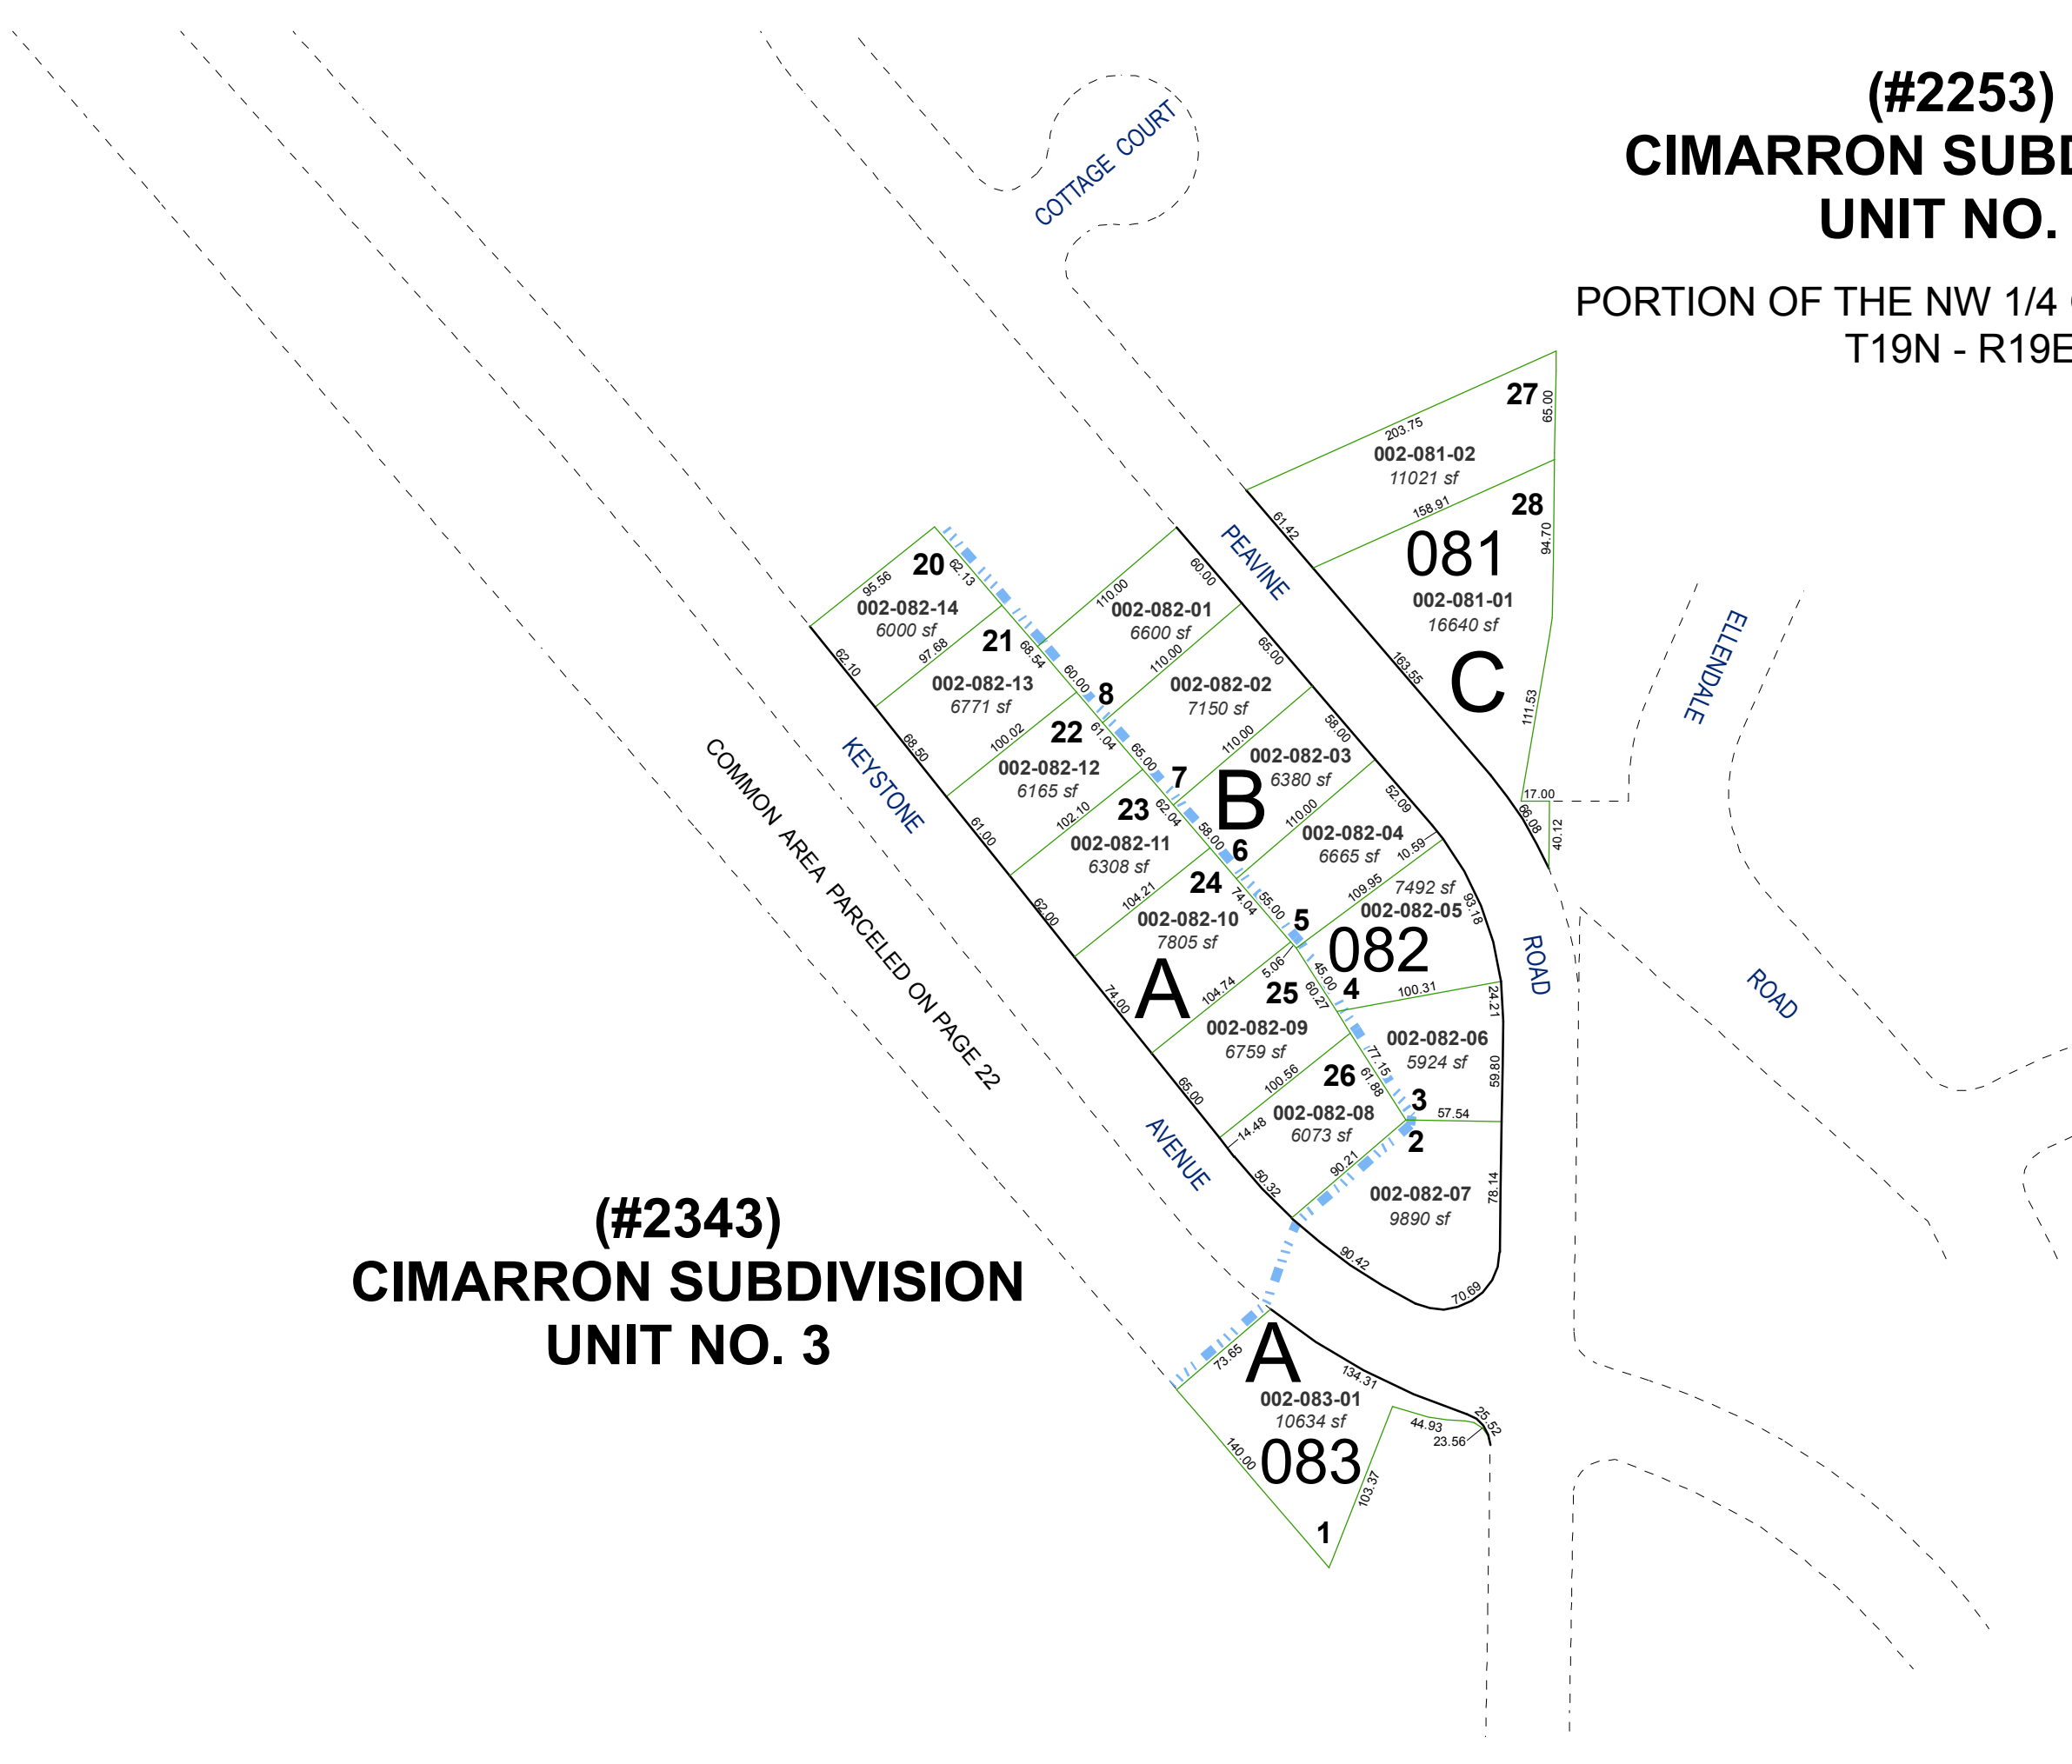 (#2253)
CIMARRON SUBD
UNIT NO.
PORTION OF THE NW 1/4
T19N - R19E
COTTAGE COURT
PEAVINE
ROAD
ELLENDALE
ROAD
KEYSTONE
AVENUE
COMMON AREA PARCELED ON PAGE 22
(#2343)
CIMARRON SUBDIVISION
UNIT NO. 3
27
65.00
203.75
002-081-02
11021 sf
61.42
158.91
28
94.70
081
002-081-01
16640 sf
163.55
C
111.53
17.00
66.08
40.12
20
62.13
95.56
002-082-14
6000 sf
62.10
21
68.54
97.68
002-082-13
6771 sf
68.50
22
61.04
100.02
002-082-12
6165 sf
61.00
23
62.04
102.10
002-082-11
6308 sf
62.00
24
74.04
104.21
002-082-10
7805 sf
74.00
A
5.06
104.74
25
60.27
002-082-09
6759 sf
65.00
100.56
26
61.88
002-082-08
6073 sf
14.48
50.32
90.21
60.00
110.00
002-082-01
6600 sf
60.00
8
110.00
65.00
002-082-02
7150 sf
65.00
7
110.00
58.00
002-082-03
6380 sf
B
58.00
6
110.00
52.09
002-082-04
6665 sf
10.59
55.00
5
109.95
7492 sf
002-082-05
93.18
082
45.00
4
100.31
24.21
002-082-06
5924 sf
77.15
59.80
3
57.54
2
002-082-07
9890 sf
78.14
90.42
70.69
73.65
A
134.31
002-083-01
10634 sf
083
140.00
103.37
44.93
25.52
23.56
1